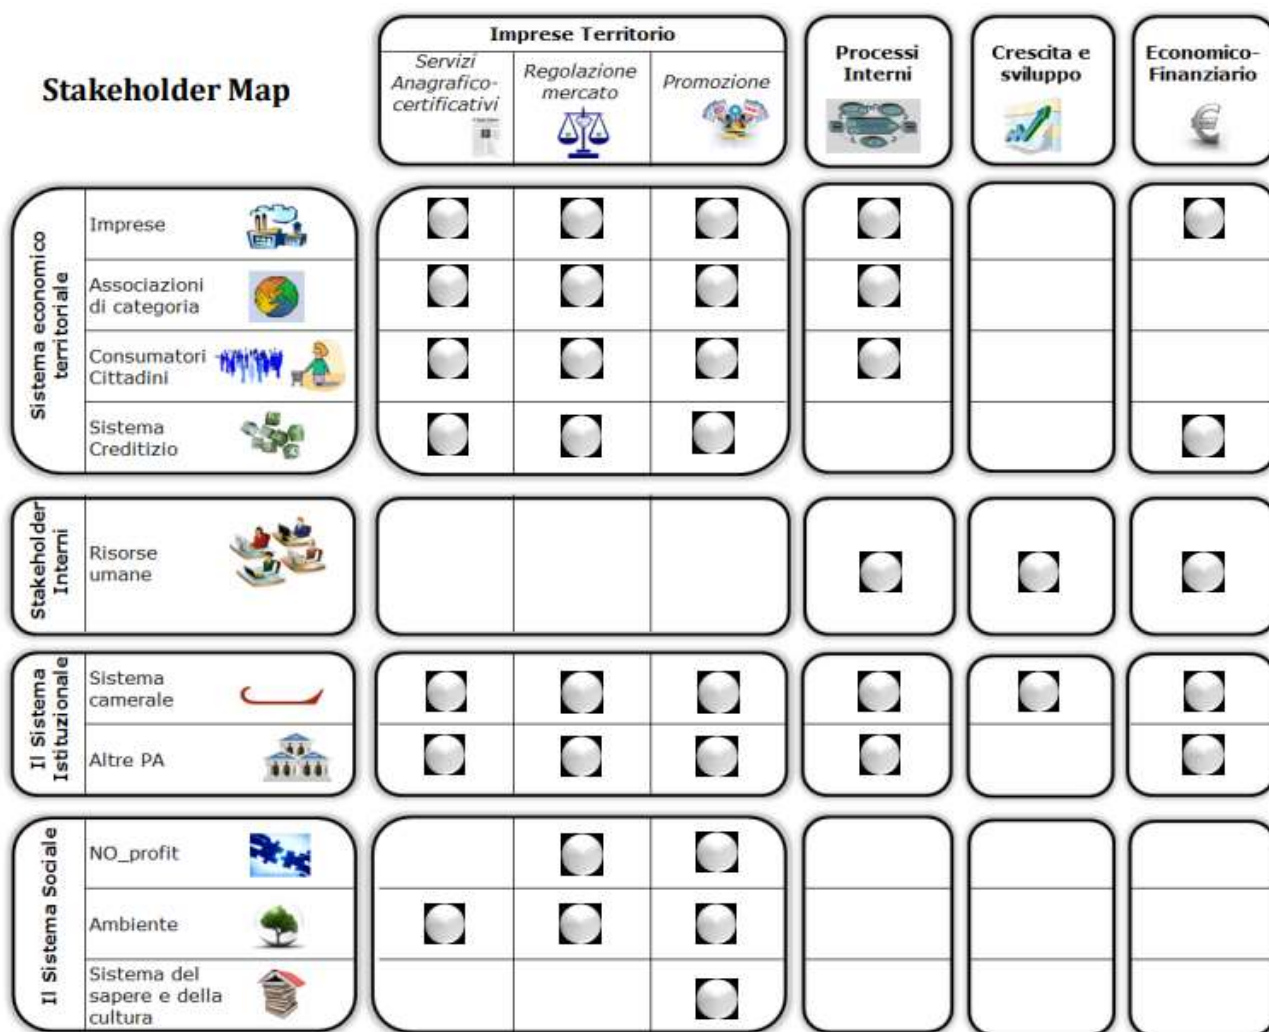 Stakeholder Map
Imprese Territorio
Servizi
Anagrafico-
certificativi
Regolazione
mercato
Promozione
Processi
Interni
Crescita e
sviluppo
Economico-
Finanziario
Sistema economico
territoriale
Imprese
Associazioni
di categoria
Consumatori
Cittadini
Sistema
Creditizio
Stakeholder
Interni
Risorse
umane
Il Sistema
Istituzionale
Sistema
camerale
Altre PA
Il Sistema Sociale
NO_profit
Ambiente
Sistema del
sapere e della
cultura